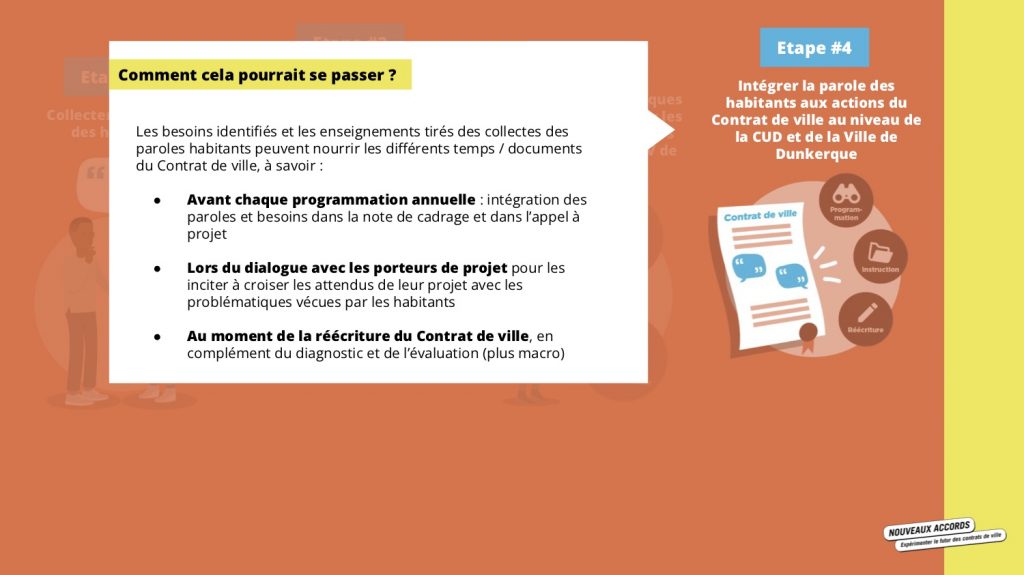 Comment cela pourrait se passer ?
Les besoins identifiés et les enseignements tirés des collectes des
paroles habitants peuvent nourrir les différents temps / documents
du Contrat de ville, à savoir :
● Avant chaque programmation annuelle : intégration des
paroles et besoins dans la note de cadrage et dans l’appel à
projet
● Lors du dialogue avec les porteurs de projet pour les
inciter à croiser les attendus de leur projet avec les
problématiques vécues par les habitants
● Au moment de la réécriture du Contrat de ville, en
complément du diagnostic et de l’évaluation (plus macro)
Etape #4
Intégrer la parole des
habitants aux actions du
Contrat de ville au niveau de
la CUD et de la Ville de
Dunkerque
Contrat de ville
Program-
mation
Instruction
Réécriture
NOUVEAUX ACCORDS
Expérimenter le futur des contrats de ville